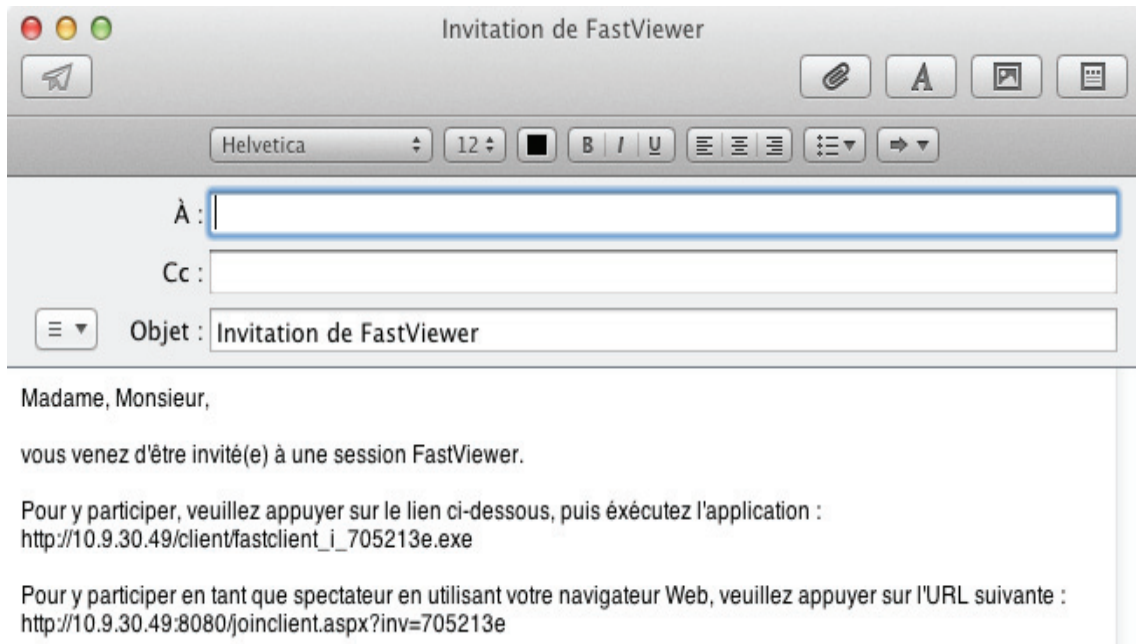 Invitation de FastViewer
A
Helvetica 12 B I U
À :
Cc :
Objet : Invitation de FastViewer
Madame, Monsieur,
vous venez d'être invité(e) à une session FastViewer.
Pour y participer, veuillez appuyer sur le lien ci-dessous, puis éxécutez l'application :
http://10.9.30.49/client/fastclient_i_705213e.exe
Pour y participer en tant que spectateur en utilisant votre navigateur Web, veuillez appuyer sur l'URL suivante :
http://10.9.30.49:8080/joinclient.aspx?inv=705213e